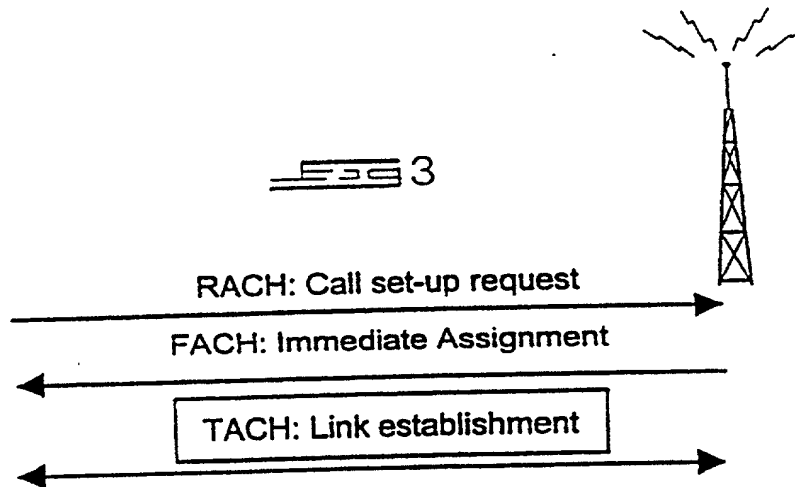 3
RACH: Call set-up request
FACH: Immediate Assignment
TACH: Link establishment